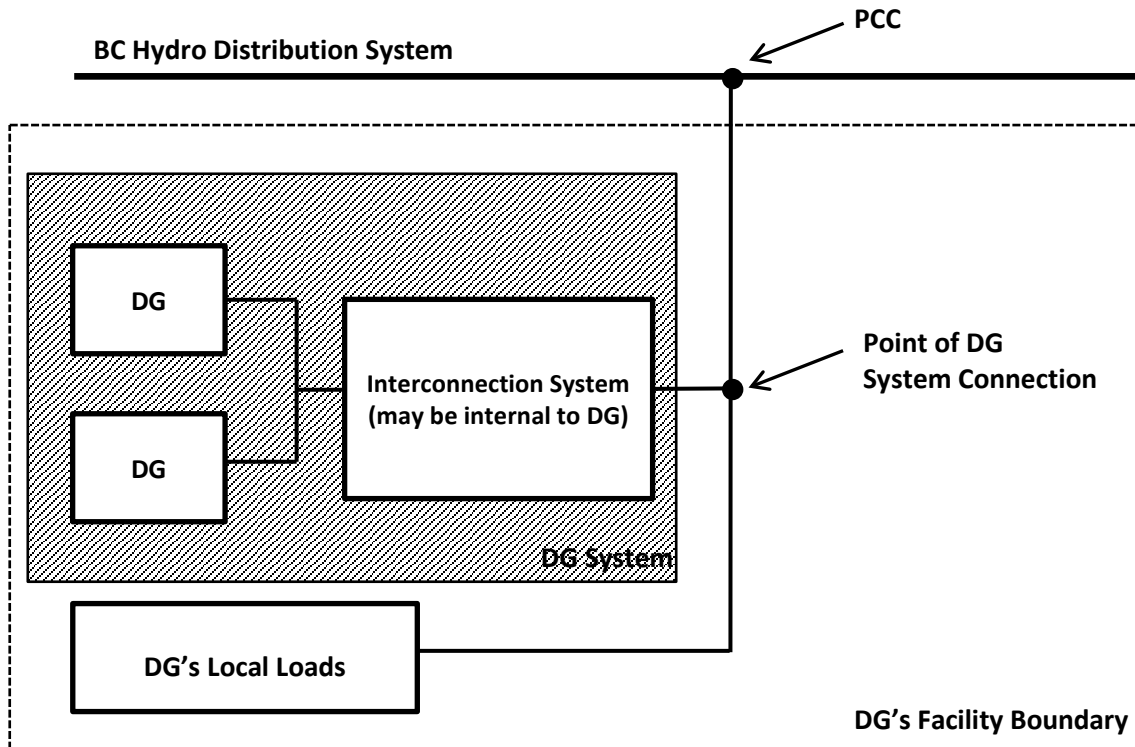 PCC
BC Hydro Distribution System
DG
Interconnection System
(may be internal to DG)
Point of DG
System Connection
DG
DG System
DG’s Local Loads
DG’s Facility Boundary